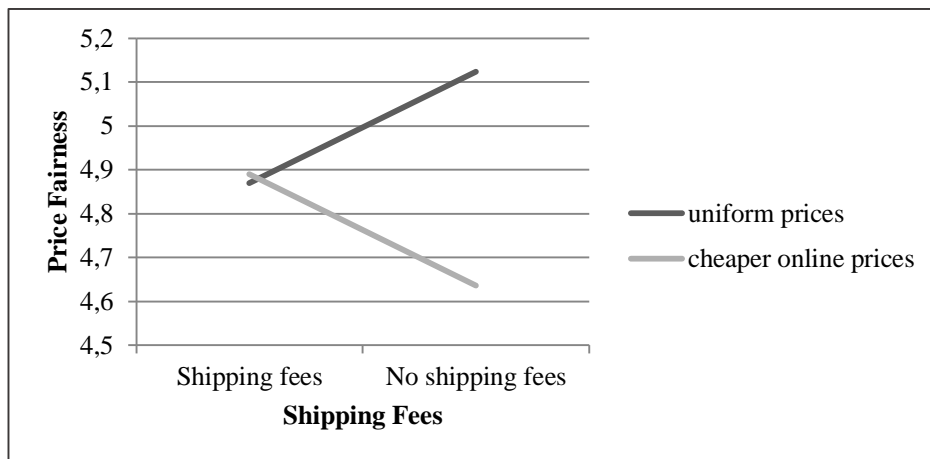 5,2
5,1
5
4,9
4,8
4,7
4,6
4,5
Price Fairness
Shipping fees
No shipping fees
Shipping Fees
uniform prices
cheaper online prices